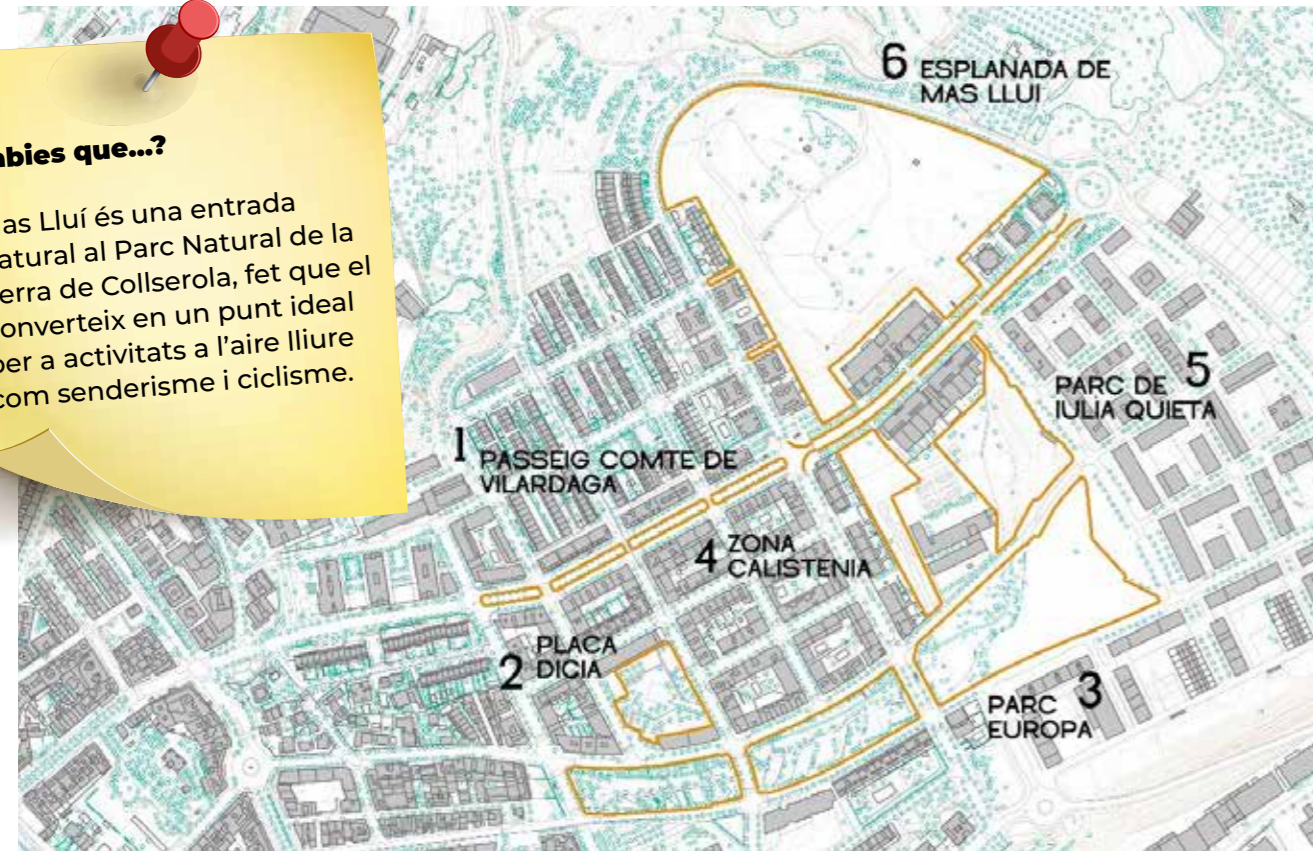 abies que...?
as Lluí és una entrada
atural al Parc Natural de la
erra de Collserola, fet que el
onverteix en un punt ideal
per a activitats a l'aire lliure
com senderisme i ciclisme.
6 ESPLANADA DE
MAS LLUI
5 PARC DE
IULIA QUIETA
1 PASSEIG COMTE DE
VILARDAGA
4 ZONA
CALISTENIA
2 PLACA
DICIA
3 PARC
EUROPA